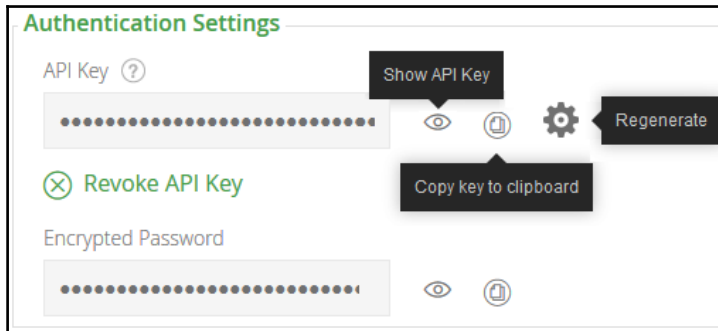 Authentication Settings
API Key ?
Show API Key
Regenerate
Revoke API Key
Copy key to clipboard
Encrypted Password